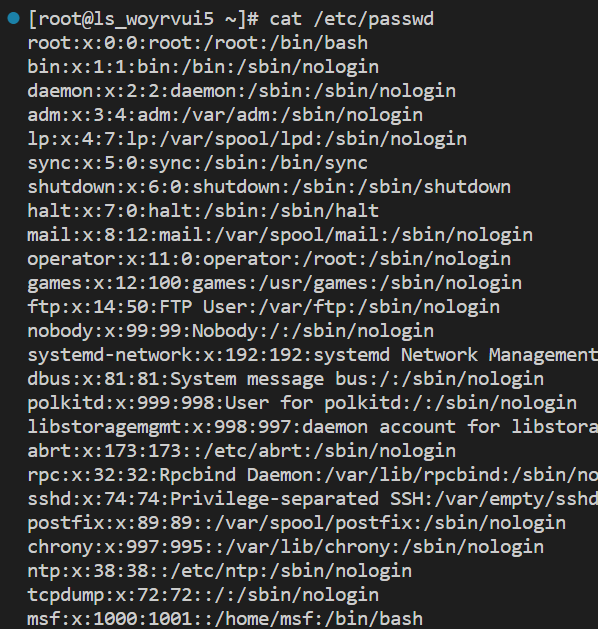 [root@ls_woyrvui5 ~]# cat /etc/passwd
root:x:0:0:root:/root:/bin/bash
bin:x:1:1:bin:/bin:/sbin/nologin
daemon:x:2:2:daemon:/sbin:/sbin/nologin
adm:x:3:4:adm:/var/adm:/sbin/nologin
lp:x:4:7:lp:/var/spool/lpd:/sbin/nologin
sync:x:5:0:sync:/sbin:/bin/sync
shutdown:x:6:0:shutdown:/sbin:/sbin/shutdown
halt:x:7:0:halt:/sbin:/sbin/halt
mail:x:8:12:mail:/var/spool/mail:/sbin/nologin
operator:x:11:0:operator:/root:/sbin/nologin
games:x:12:100:games:/usr/games:/sbin/nologin
ftp:x:14:50:FTP User:/var/ftp:/sbin/nologin
nobody:x:99:99:Nobody:/:/sbin/nologin
systemd-network:x:192:192:systemd Network Management
dbus:x:81:81:System message bus:/:/sbin/nologin
polkitd:x:999:998:User for polkitd:/:/sbin/nologin
libstoragemgmt:x:998:997:daemon account for libstora
abrt:x:173:173::/etc/abrt:/sbin/nologin
rpc:x:32:32:Rpcbind Daemon:/var/lib/rpcbind:/sbin/no
sshd:x:74:74:Privilege-separated SSH:/var/empty/sshd
postfix:x:89:89::/var/spool/postfix:/sbin/nologin
chrony:x:997:995::/var/lib/chrony:/sbin/nologin
ntp:x:38:38::/etc/ntp:/sbin/nologin
tcpdump:x:72:72::/:/sbin/nologin
msf:x:1000:1001::/home/msf:/bin/bash